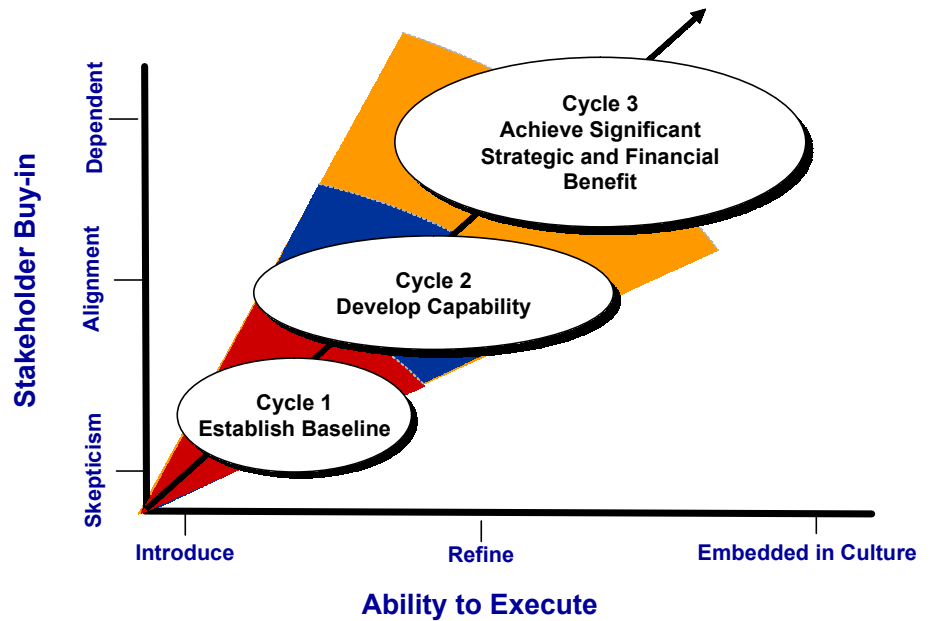 Stakeholder Buy-in
Dependent
Alignment
Skepticism
Cycle 3
Achieve Significant
Strategic and Financial
Benefit
Cycle 2
Develop Capability
Cycle 1
Establish Baseline
Introduce
Refine
Embedded in Culture
Ability to Execute